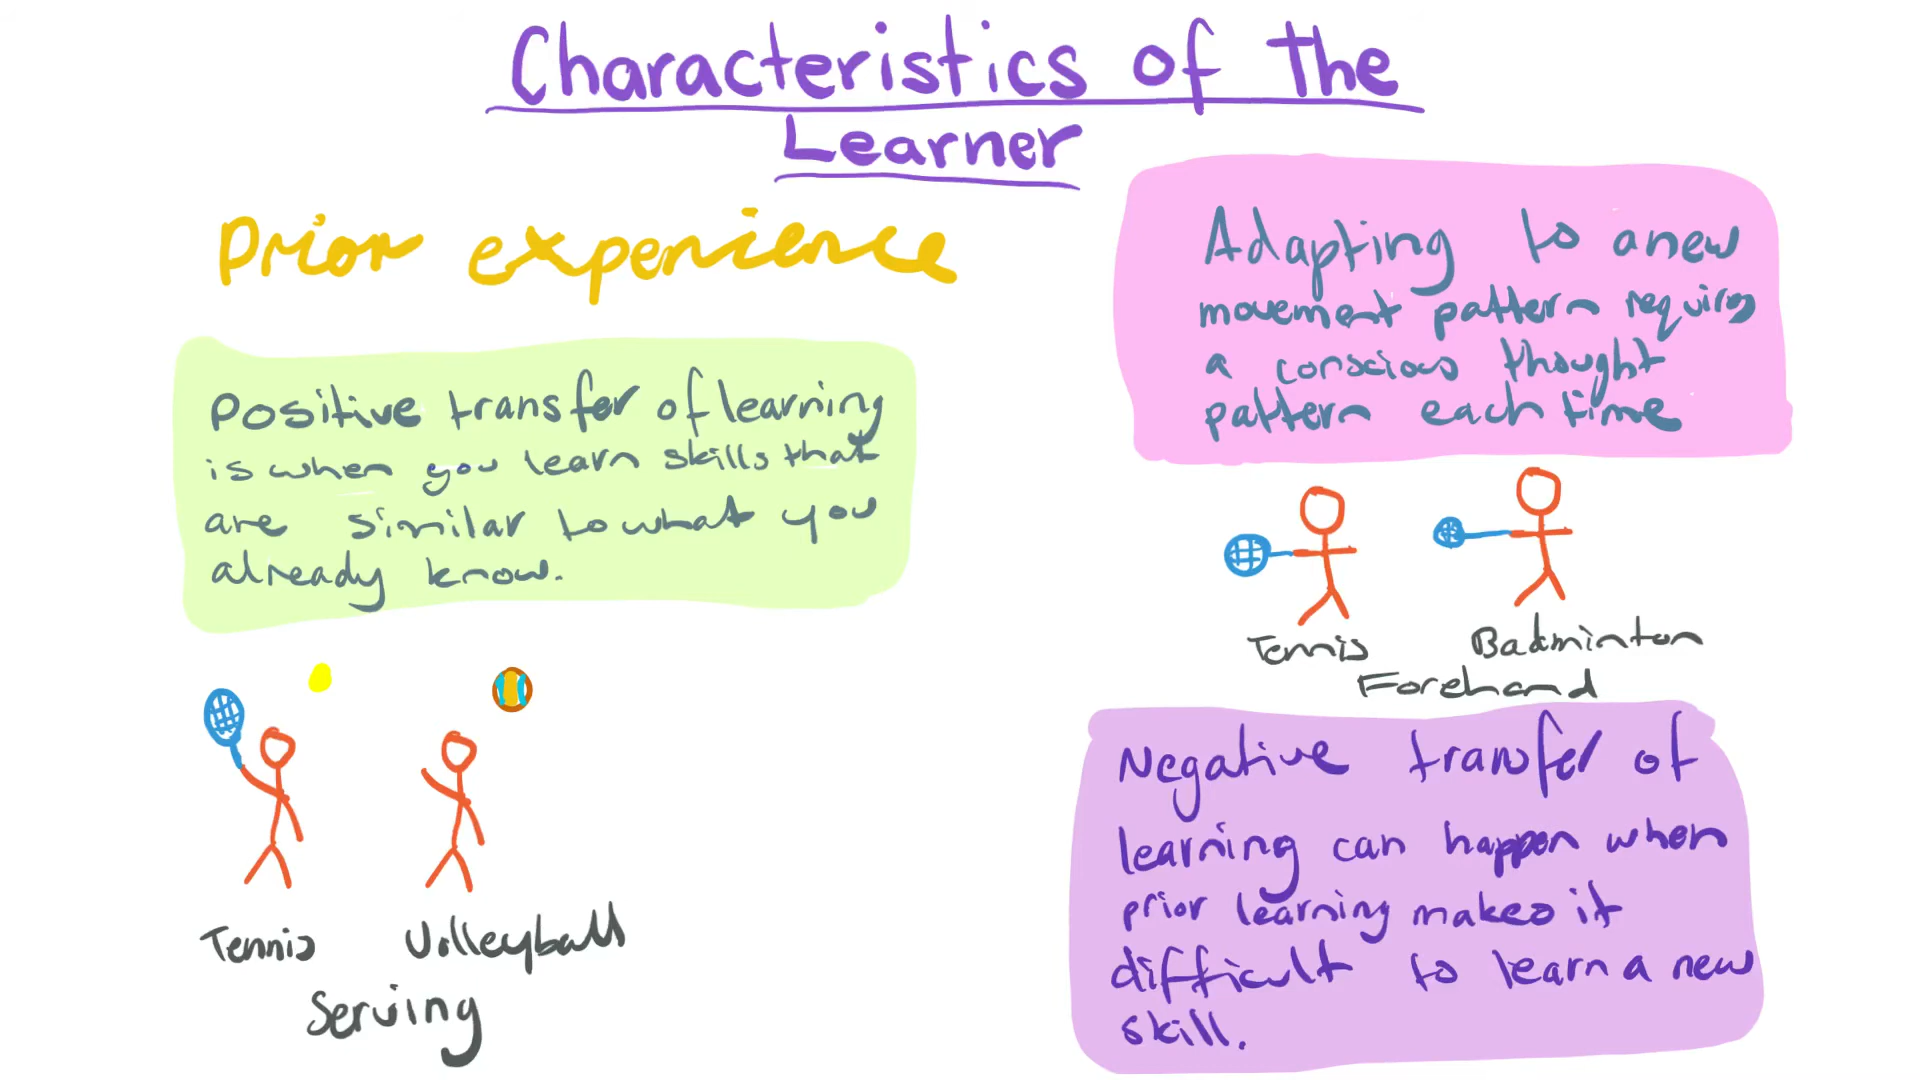 Characteristics of The
Learner
Prior experience
Positive transfer of learning
is when you learn skills that
are similar to what you
already know.
Tennis Volleyball
Serving
Adapting to a new
movement pattern requires
a conscious thought
pattern each time
Tennis Badminton
Forehand
Negative transfer of
learning can happen when
prior learning makes it
difficult to learn a new
skill.